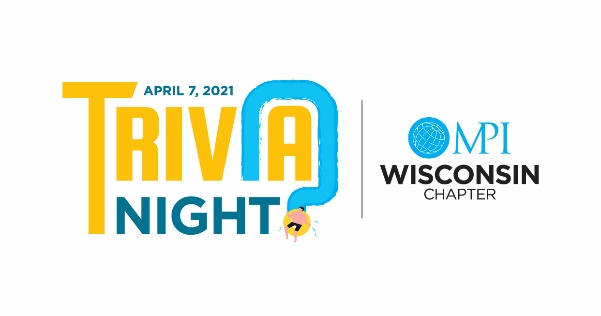 APRIL 7, 2021
TRIVIA
NIGHT
MPI
WISCONSIN
CHAPTER